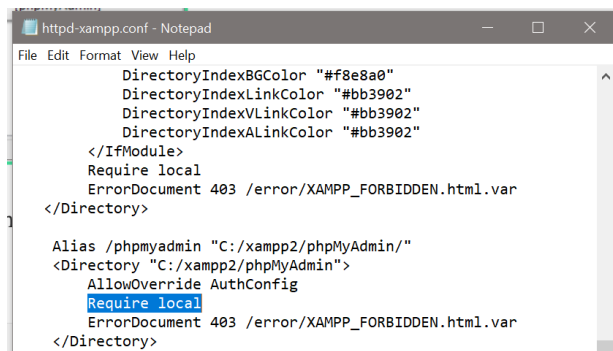 httpd-xampp.conf - Notepad
File Edit Format View Help
DirectoryIndexBGColor "#f8e8a0"
DirectoryIndexLinkColor "#bb3902"
DirectoryIndexVLinkColor "#bb3902"
DirectoryIndexALinkColor "#bb3902"
</IfModule>
Require local
ErrorDocument 403 /error/XAMPP_FORBIDDEN.html.var
</Directory>
Alias /phpmyadmin "C:/xampp2/phpMyAdmin/"
<Directory "C:/xampp2/phpMyAdmin">
AllowOverride AuthConfig
Require local
ErrorDocument 403 /error/XAMPP_FORBIDDEN.html.var
</Directory>